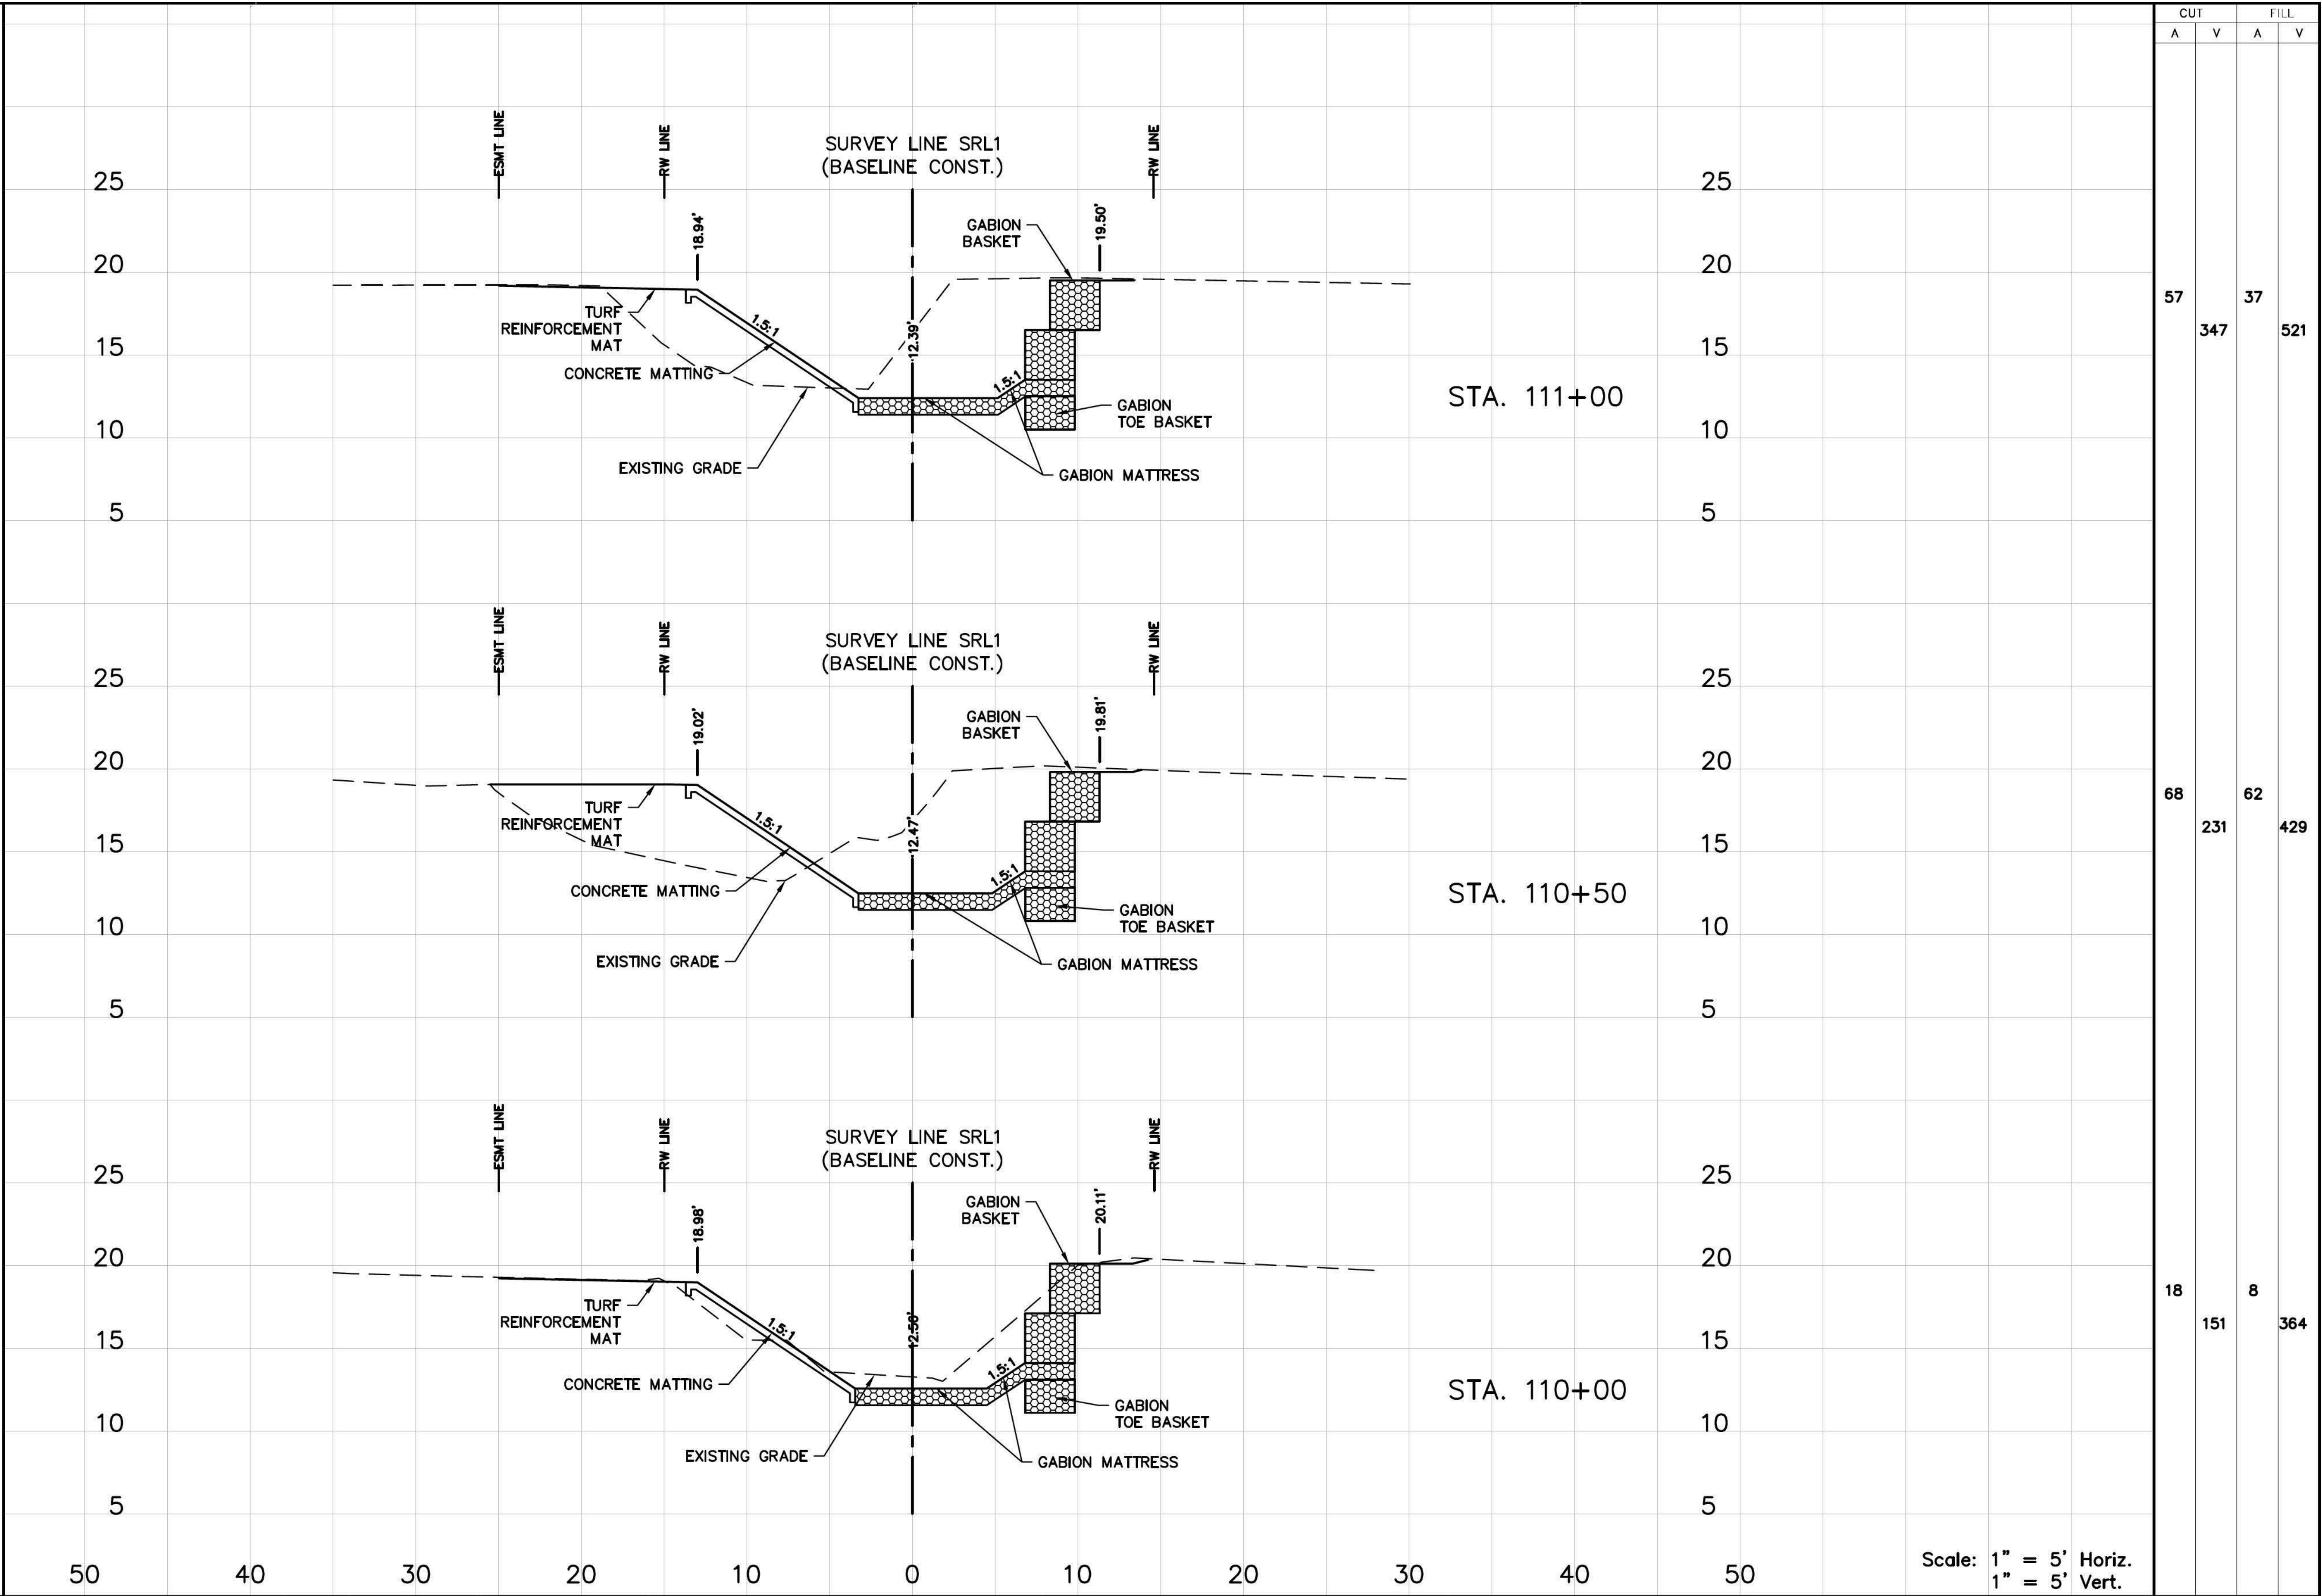 CUT FILL
A V A V
ESMT LINE
RW LINE
SURVEY LINE SRL1
(BASELINE CONST.)
RW LINE
25 25
18.94'
GABION
BASKET
19.50'
20 20
57 37
TURF
REINFORCEMENT
MAT
1.5:1
12.39'
347 521
15 15
CONCRETE MATTING
1.5:1
STA. 111+00
GABION
TOE BASKET
10 10
EXISTING GRADE
GABION MATTRESS
5 5
ESMT LINE
RW LINE
SURVEY LINE SRL1
(BASELINE CONST.)
RW LINE
25 25
19.02'
GABION
BASKET
19.81'
20 20
68 62
TURF
REINFORCEMENT
MAT
1.5:1
12.47'
231 429
15 15
CONCRETE MATTING
1.5:1
STA. 110+50
GABION
TOE BASKET
10 10
EXISTING GRADE
GABION MATTRESS
5 5
ESMT LINE
RW LINE
SURVEY LINE SRL1
(BASELINE CONST.)
RW LINE
25 25
18.98'
GABION
BASKET
20.11'
20 20
18 8
TURF
REINFORCEMENT
MAT
1.5:1
151 364
15 15
CONCRETE MATTING
1.5:1
STA. 110+00
GABION
TOE BASKET
10 10
EXISTING GRADE
GABION MATTRESS
5 5
50 40 30 20 10 0 10 20 30 40 50
Scale: 1" = 5' Horiz.
1" = 5' Vert.